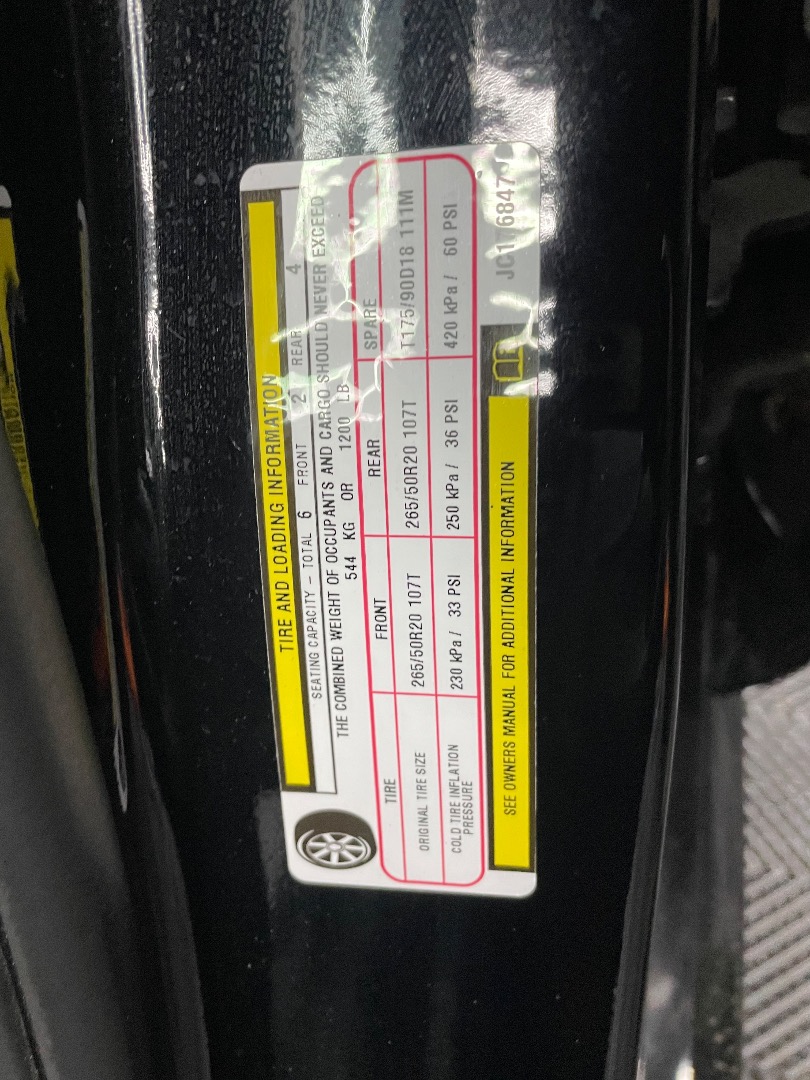 TIRE AND LOADING INFORMATION
SEATING CAPACITY – TOTAL 6 FRONT 2 REAR 4
THE COMBINED WEIGHT OF OCCUPANTS AND CARGO SHOULD NEVER EXCEED
544 KG OR 1200 LB
TIRE FRONT REAR SPARE
ORIGINAL TIRE SIZE 265/50R20 107T 265/50R20 107T T175/90D18 111M
COLD TIRE INFLATION PRESSURE 230 kPa / 33 PSI 250 kPa / 36 PSI 420 kPa / 60 PSI
SEE OWNERS MANUAL FOR ADDITIONAL INFORMATION